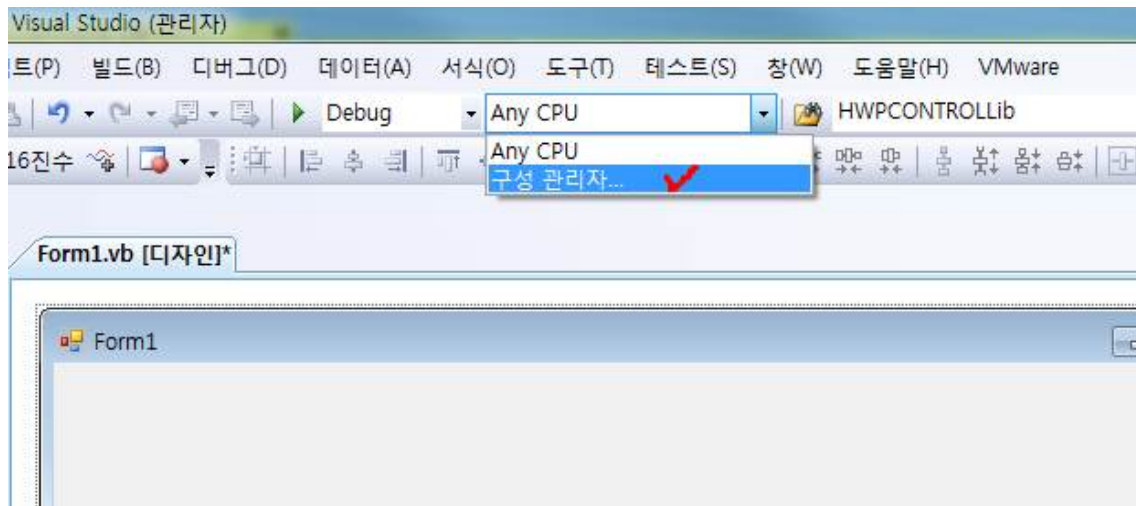 Visual Studio (관리자)
트(P) 빌드(B) 디버그(D) 데이터(A) 서식(O) 도구(T) 테스트(S) 창(W) 도움말(H) VMware
Debug Any CPU HWPCONTROLLib
16진수 Any CPU
구성 관리자...
Form1.vb [디자인]*
Form1